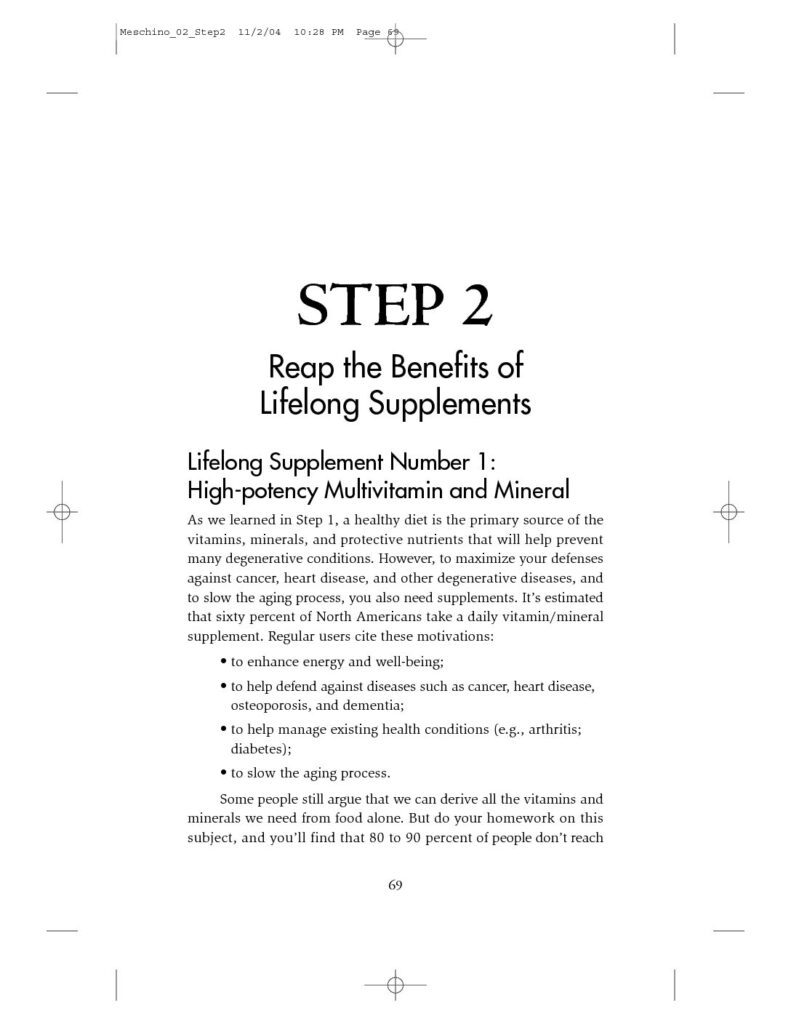 Meschino_02_Step2 11/2/04 10:28 PM Page 69
STEP 2
Reap the Benefits of
Lifelong Supplements
Lifelong Supplement Number 1:
High-potency Multivitamin and Mineral
As we learned in Step 1, a healthy diet is the primary source of the
vitamins, minerals, and protective nutrients that will help prevent
many degenerative conditions. However, to maximize your defenses
against cancer, heart disease, and other degenerative diseases, and
to slow the aging process, you also need supplements. It’s estimated
that sixty percent of North Americans take a daily vitamin/mineral
supplement. Regular users cite these motivations:
• to enhance energy and well-being;
• to help defend against diseases such as cancer, heart disease,
osteoporosis, and dementia;
• to help manage existing health conditions (e.g., arthritis;
diabetes);
• to slow the aging process.
Some people still argue that we can derive all the vitamins and
minerals we need from food alone. But do your homework on this
subject, and you’ll find that 80 to 90 percent of people don’t reach
69